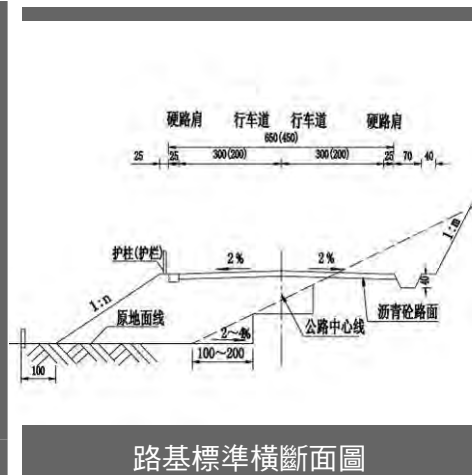 硬路肩 行车道 行车道 硬路肩
650(450)
25 25 300(200) 300(200) 25 70 40
护柱(护栏)
2% 2%
1:m
1:n
40
原地面线
沥青砼路面
公路中心线
2~4%
100~200
100
路基標準橫斷面圖